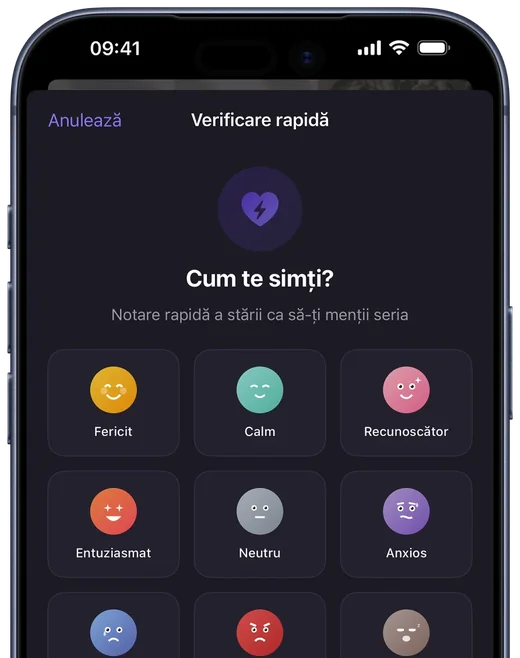 09:41
Anulează
Verificare rapidă
Cum te simți?
Notare rapidă a stării ca să-ți menții seria
Fericit
Calm
Recunoscător
Entuziasmat
Neutru
Anxios